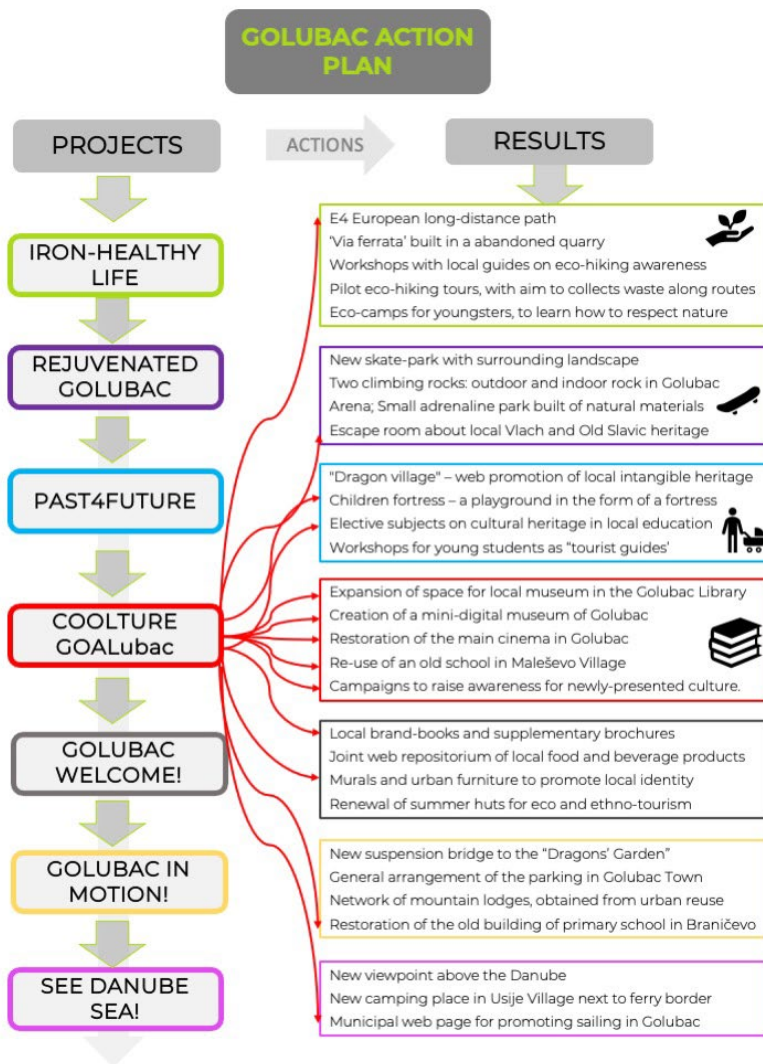 GOLUBAC ACTION
PLAN
PROJECTS
ACTIONS
RESULTS
IRON-HEALTHY
LIFE
E4 European long-distance path
‘Via ferrata’ built in a abandoned quarry
Workshops with local guides on eco-hiking awareness
Pilot eco-hiking tours, with aim to collects waste along routes
Eco-camps for youngsters, to learn how to respect nature
REJUVENATED
GOLUBAC
New skate-park with surrounding landscape
Two climbing rocks: outdoor and indoor rock in Golubac
Arena; Small adrenaline park built of natural materials
Escape room about local Vlach and Old Slavic heritage
PAST4FUTURE
"Dragon village" – web promotion of local intangible heritage
Children fortress – a playground in the form of a fortress
Elective subjects on cultural heritage in local education
Workshops for young students as “tourist guides’
COOLTURE
GOALubac
Expansion of space for local museum in the Golubac Library
Creation of a mini-digital museum of Golubac
Restoration of the main cinema in Golubac
Re-use of an old school in Maleševo Village
Campaigns to raise awareness for newly-presented culture.
GOLUBAC
WELCOME!
Local brand-books and supplementary brochures
Joint web repositorium of local food and beverage products
Murals and urban furniture to promote local identity
Renewal of summer huts for eco and ethno-tourism
GOLUBAC IN
MOTION!
New suspension bridge to the “Dragons’ Garden”
General arrangement of the parking in Golubac Town
Network of mountain lodges, obtained from urban reuse
Restoration of the old building of primary school in Braničevo
SEE DANUBE
SEA!
New viewpoint above the Danube
New camping place in Usije Village next to ferry border
Municipal web page for promoting sailing in Golubac